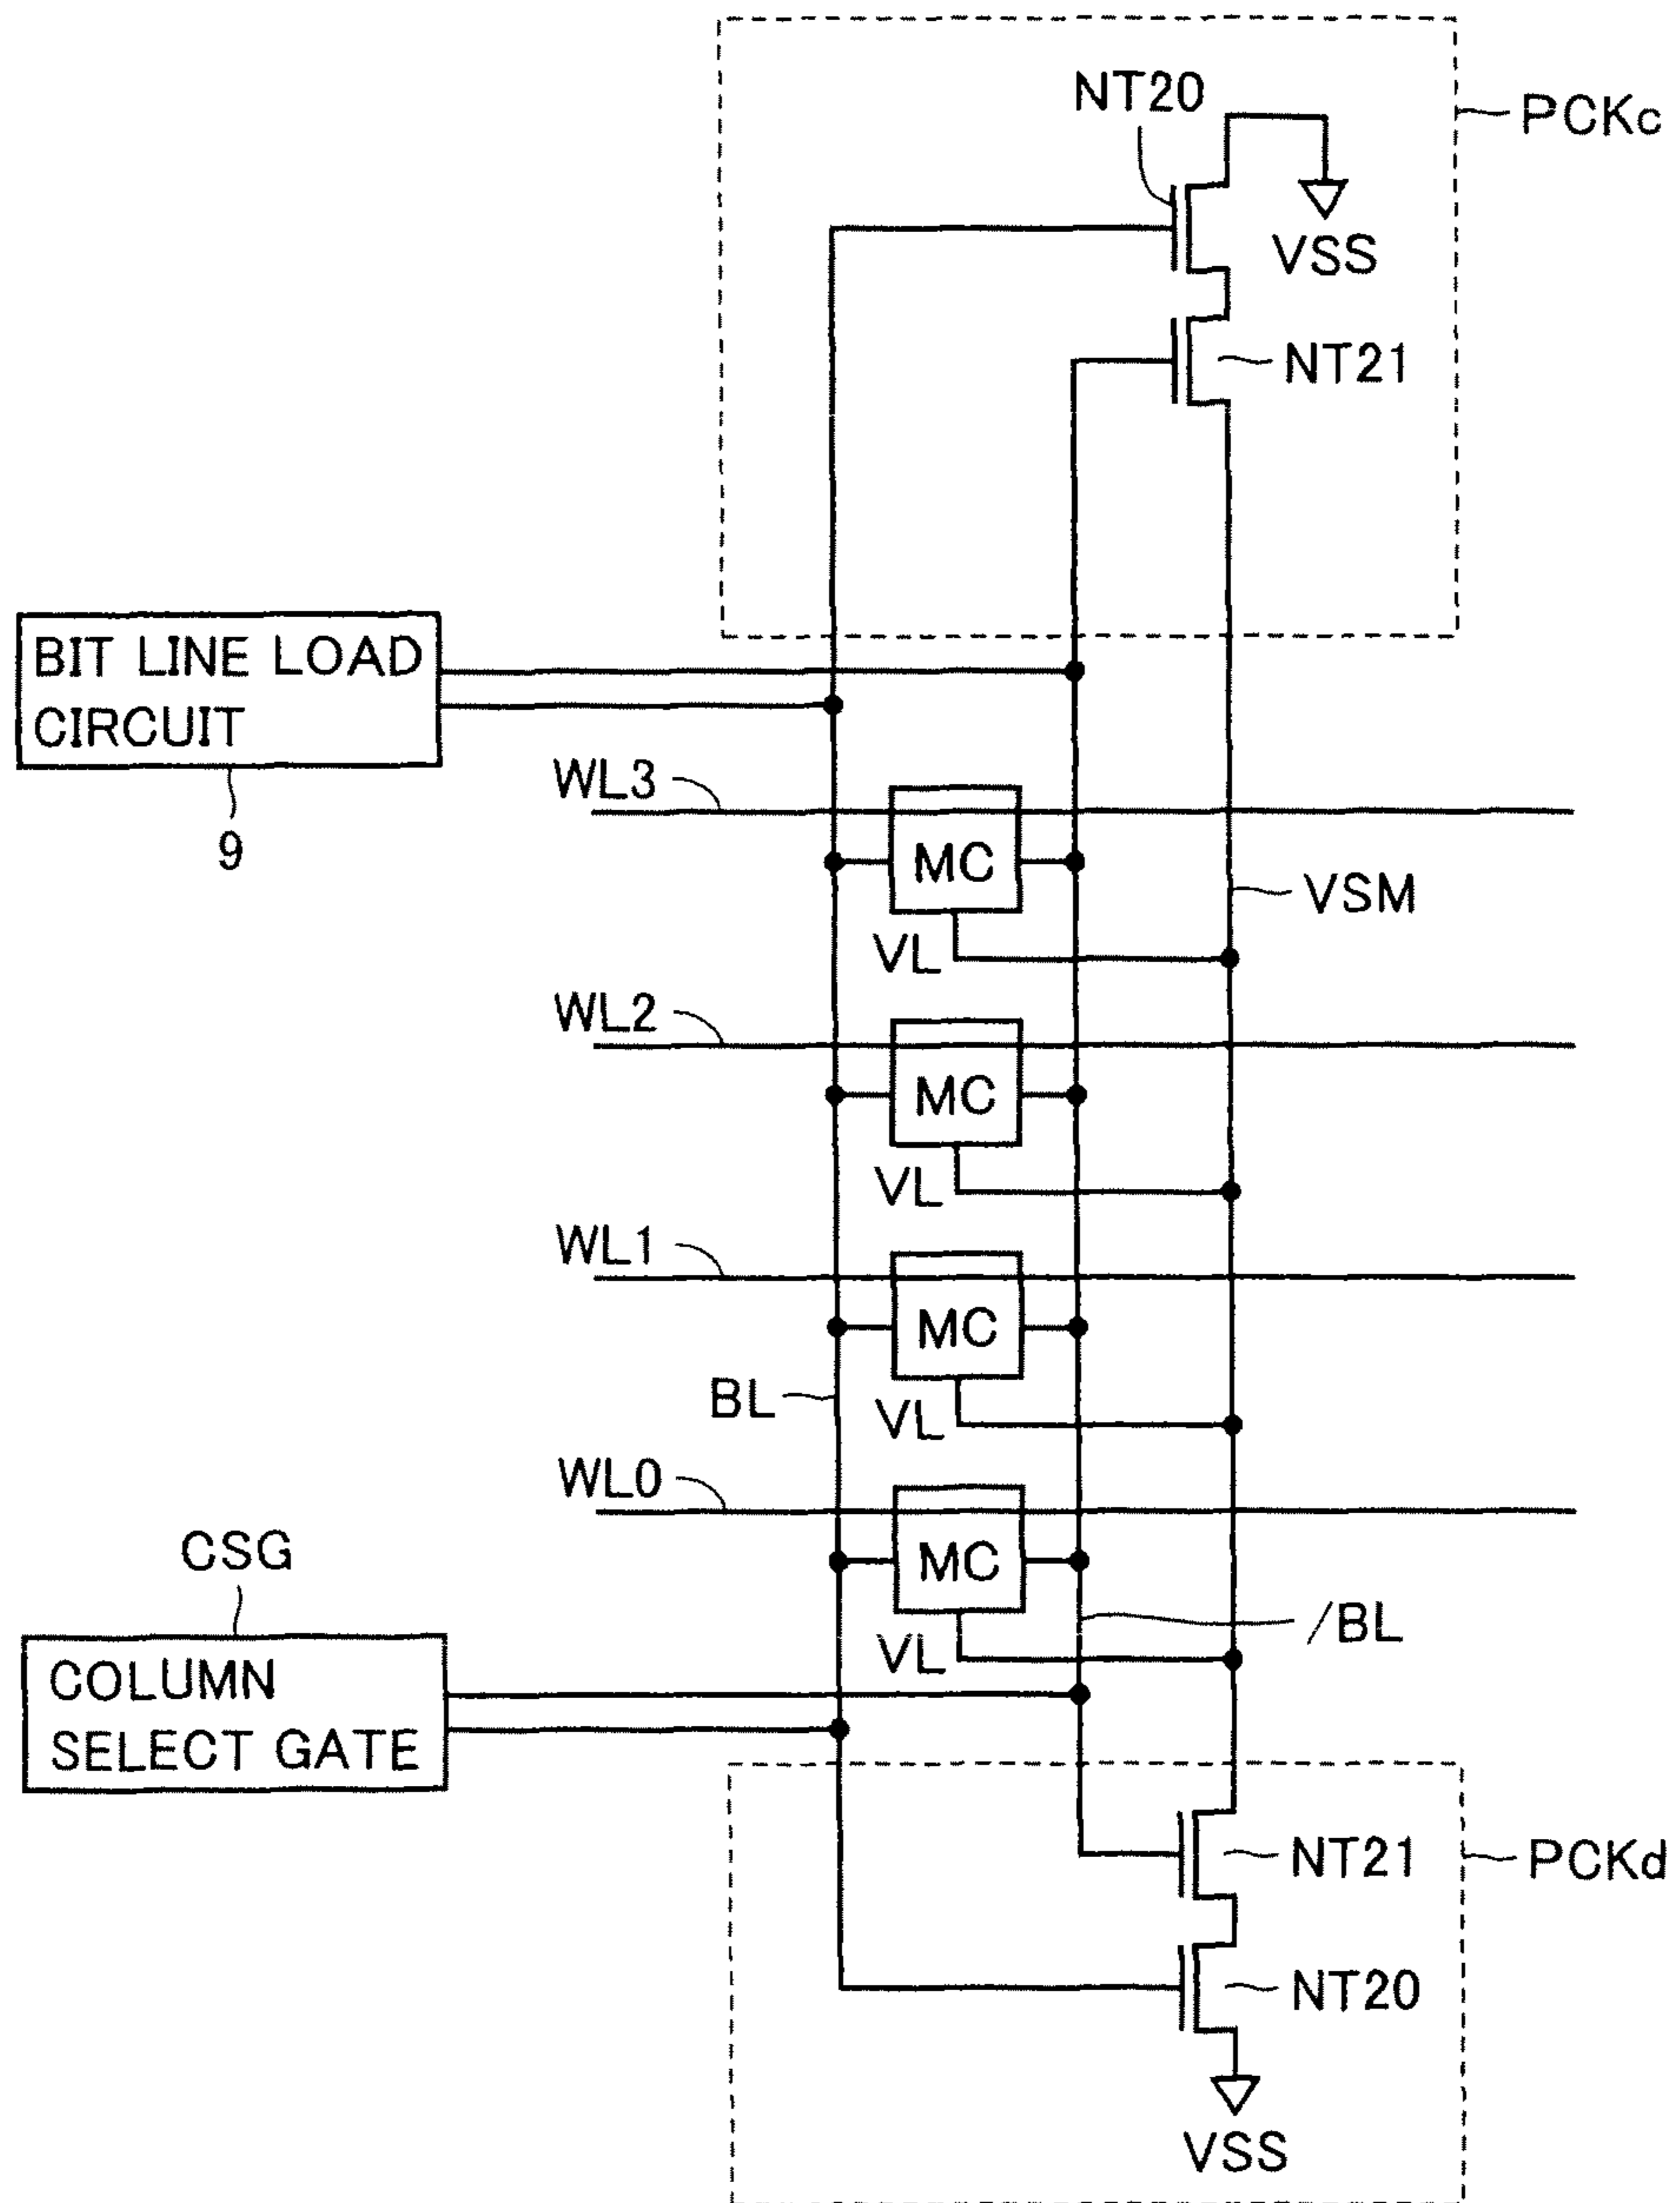 NT20
PCKc
VSS
NT21
BIT LINE LOAD
CIRCUIT
9
WL3
MC
VSM
VL
WL2
MC
VL
WL1
MC
BL
VL
WL0
MC
CSG
/BL
VL
COLUMN
SELECT GATE
NT21
PCKd
NT20
VSS